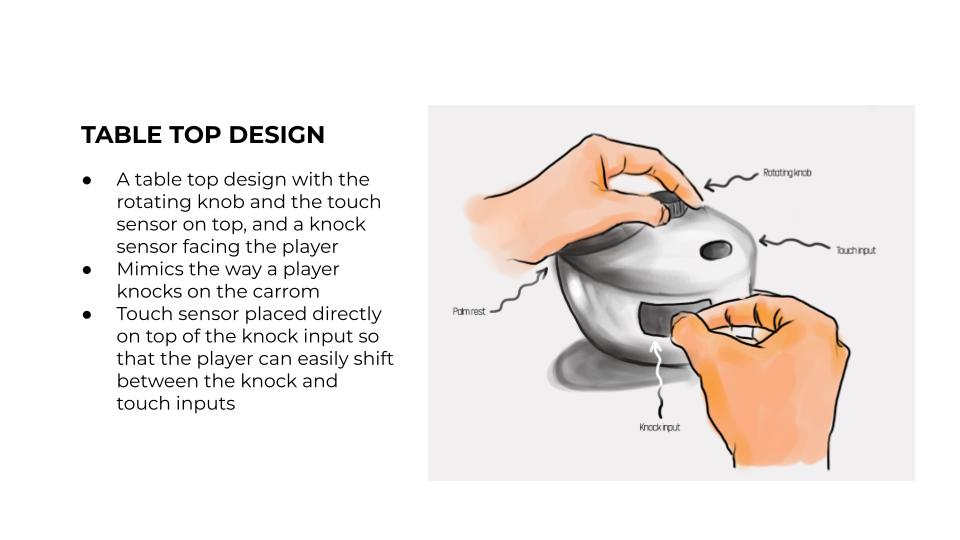 TABLE TOP DESIGN
● A table top design with the
rotating knob and the touch
sensor on top, and a knock
sensor facing the player
● Mimics the way a player
knocks on the carrom
● Touch sensor placed directly
on top of the knock input so
that the player can easily shift
between the knock and
touch inputs
Rotating knob
Touch input
Palm rest
Knock input